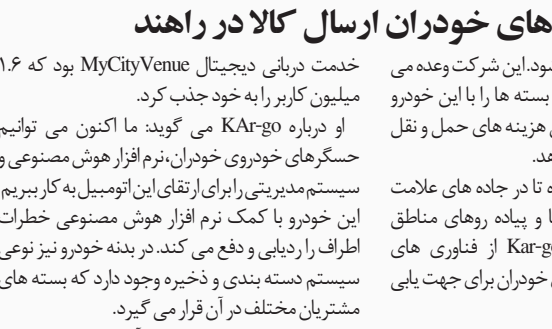 های خودران ارسال کالا در راهند
سود. این شرکت وعده می
بسته ها را با این خودرو
هزینه های حمل و نقل
هد.
ه تا در جاده های علامت
ا و پیاده روهای مناطق
Kar-go از فناوری های
خودران برای جهت یابی
خدمت دربانی دیجیتال MyCityVenue بود که ۱.۶
میلیون کاربر را به خود جذب کرد.
او درباره KAr-go می گوید: ما اکنون می توانیم
حسگرهای خودروی خودران،نرم افزار هوش مصنوعی و
سیستم مدیریتی را برای ارتقای این اتومبیل به کار ببریم.
این خودرو با کمک نرم افزار هوش مصنوعی خطرات
اطراف را ردیابی و دفع می کند. در بدنه خودرو نیز نوعی
سیستم دسته بندی و ذخیره وجود دارد که بسته های
مشتریان مختلف در آن قرار می گیرد.